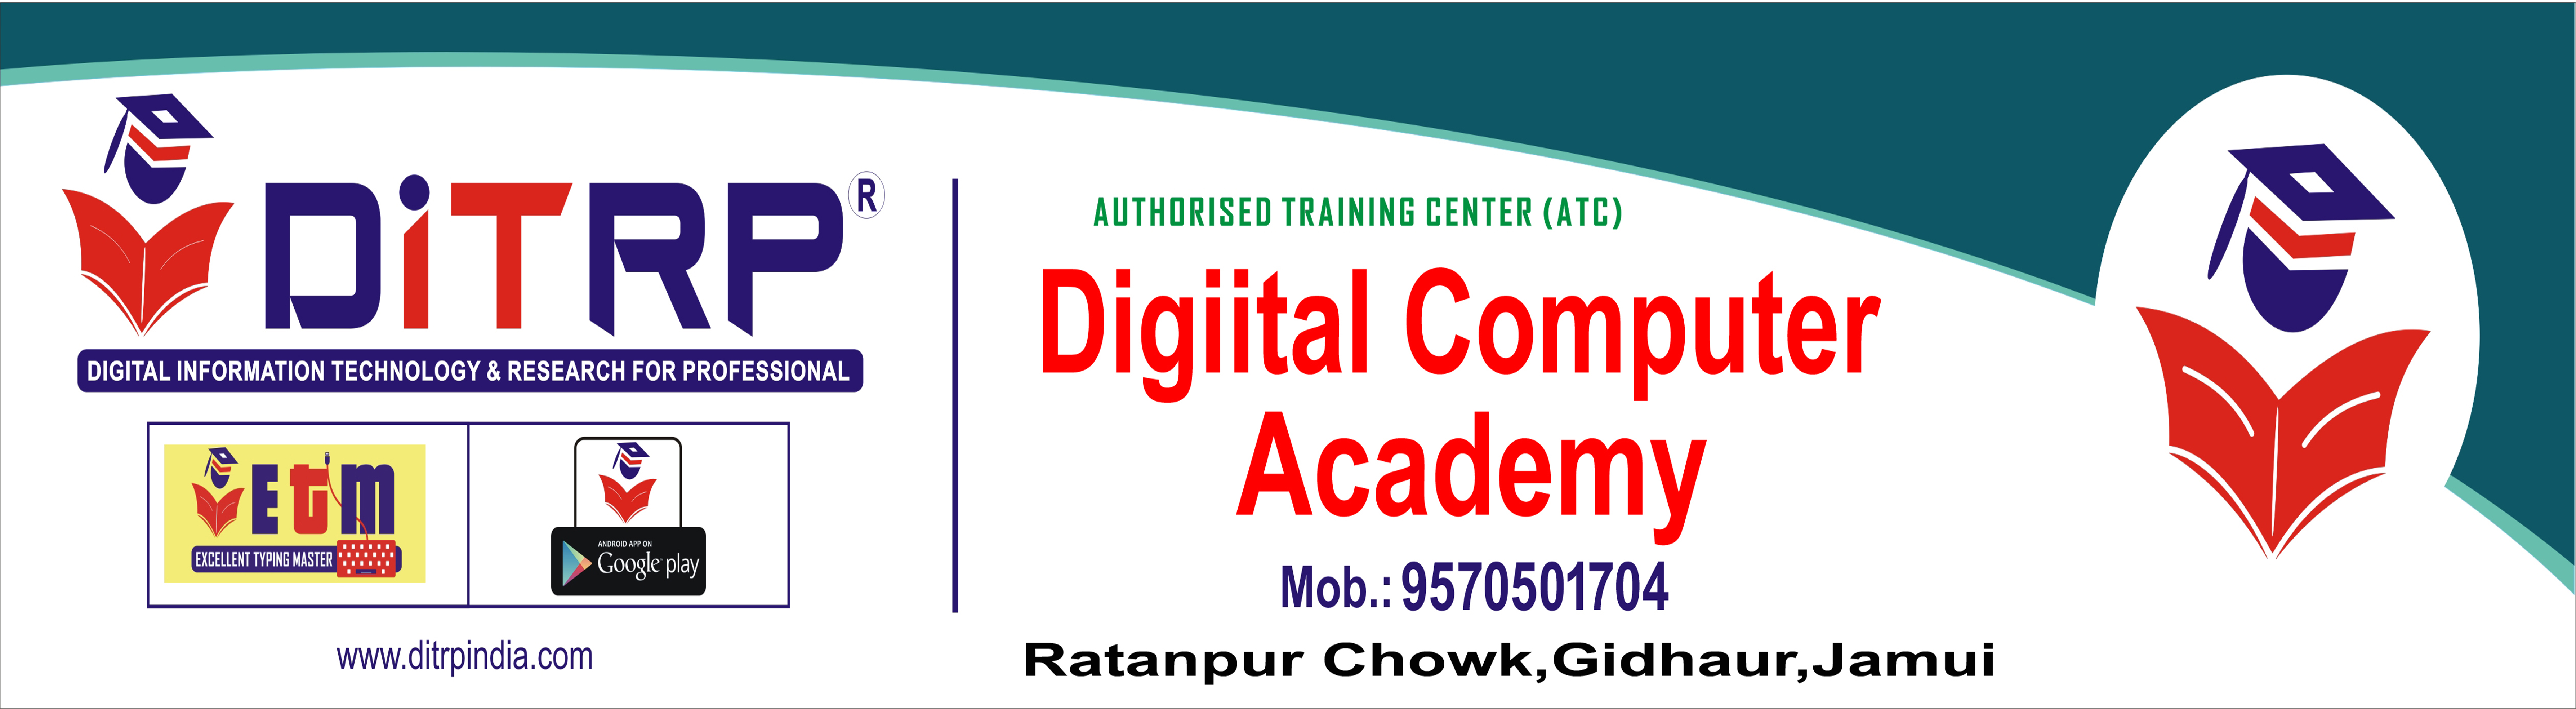 DiTRP®
DIGITAL INFORMATION TECHNOLOGY & RESEARCH FOR PROFESSIONAL
ETM
EXCELLENT TYPING MASTER
ANDROID APP ON
Google play
www.ditrpindia.com
AUTHORISED TRAINING CENTER (ATC)
Digiital Computer
Academy
Mob.: 9570501704
Ratanpur Chowk,Gidhaur,Jamui